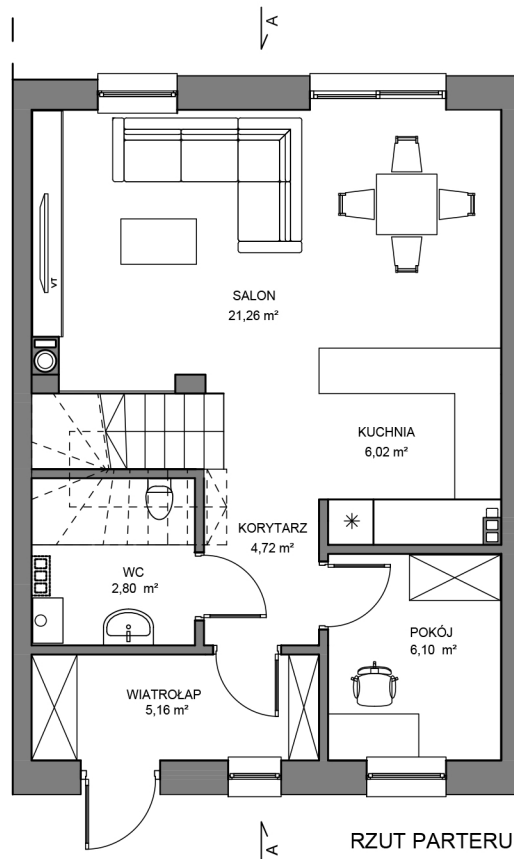 A
TV
SALON
21,26 m²
KUCHNIA
6,02 m²
KORYTARZ
4,72 m²
WC
2,80 m²
POKÓJ
6,10 m²
WIATROŁAP
5,16 m²
A
RZUT PARTERU